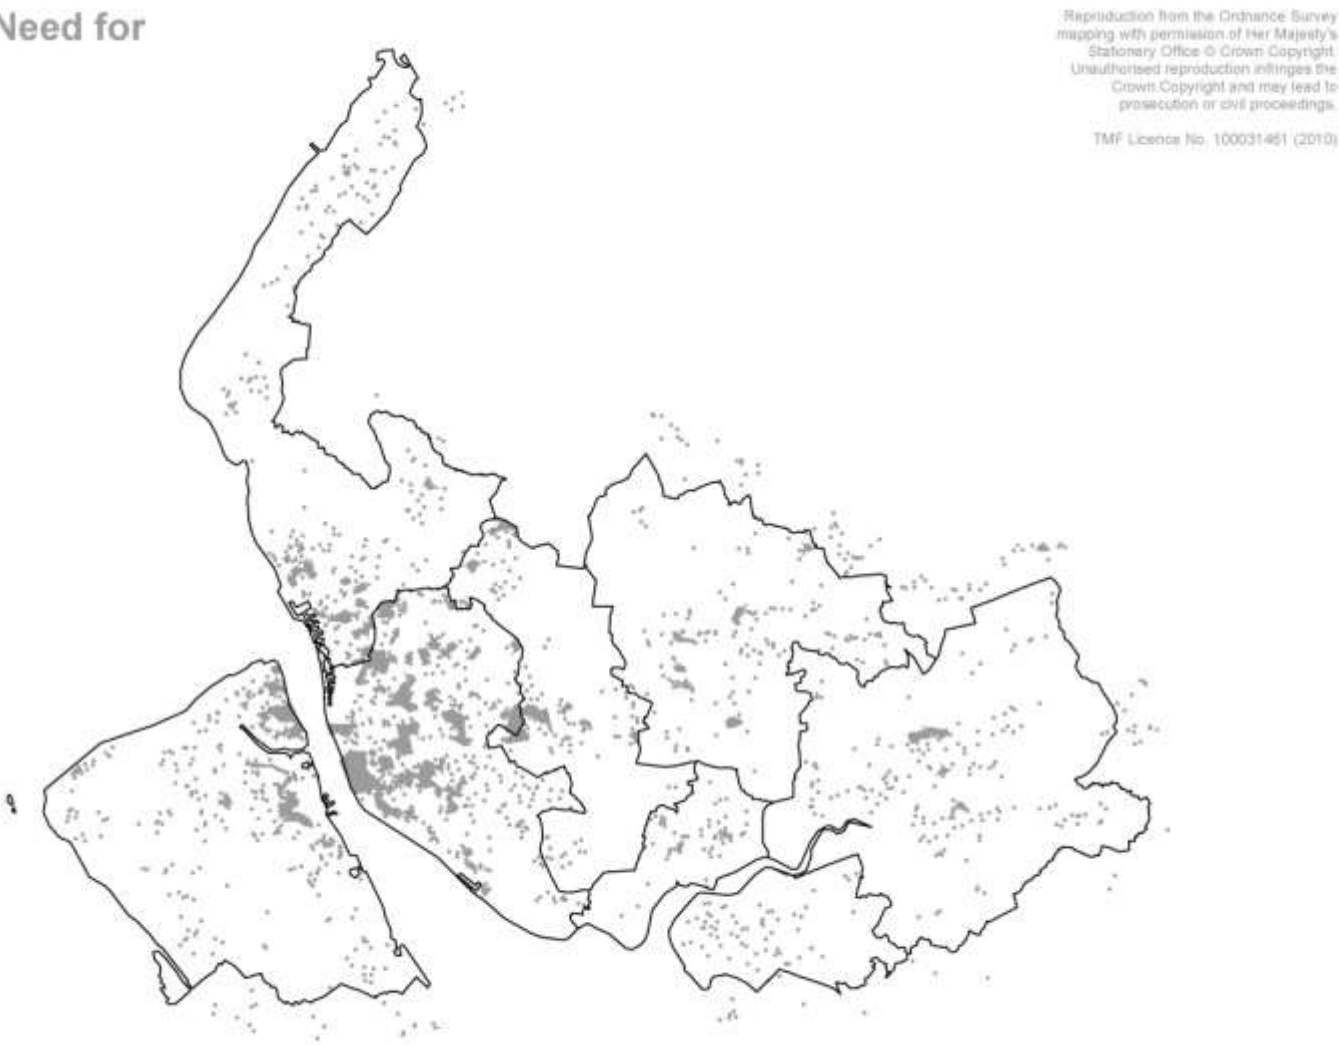 Need for
Reproduction from the Ordnance Survey
mapping with permission of Her Majesty's
Stationery Office © Crown Copyright.
Unauthorised reproduction infringes the
Crown Copyright and may lead to
prosecution or civil proceedings.
TMF Licence No. 100031461 (2010)